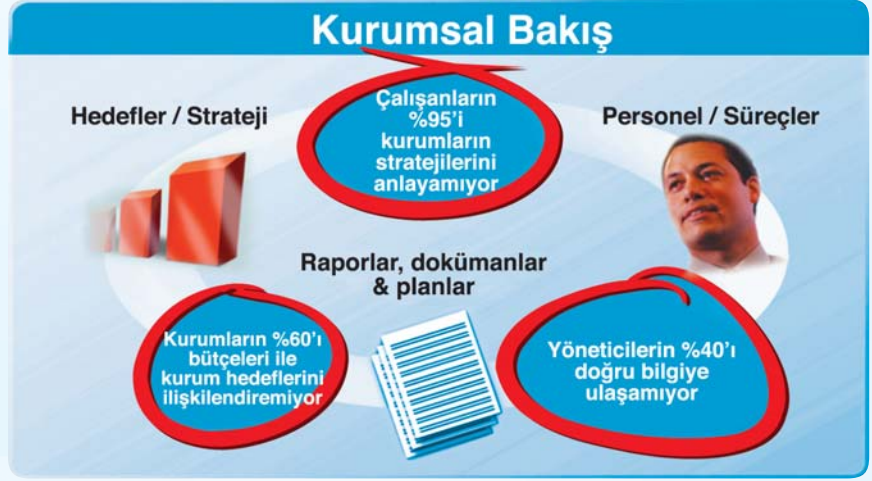 Kurumsal Bakış
Hedefler / Strateji
Çalışanların
%95'i
kurumların
stratejilerini
anlayamıyor
Personel / Süreçler
Raporlar, dokümanlar
& planlar
Kurumların %60'ı
bütçeleri ile
kurum hedeflerini
ilişkilendiremiyor
Yöneticilerin %40'ı
doğru bilgiye
ulaşamıyor